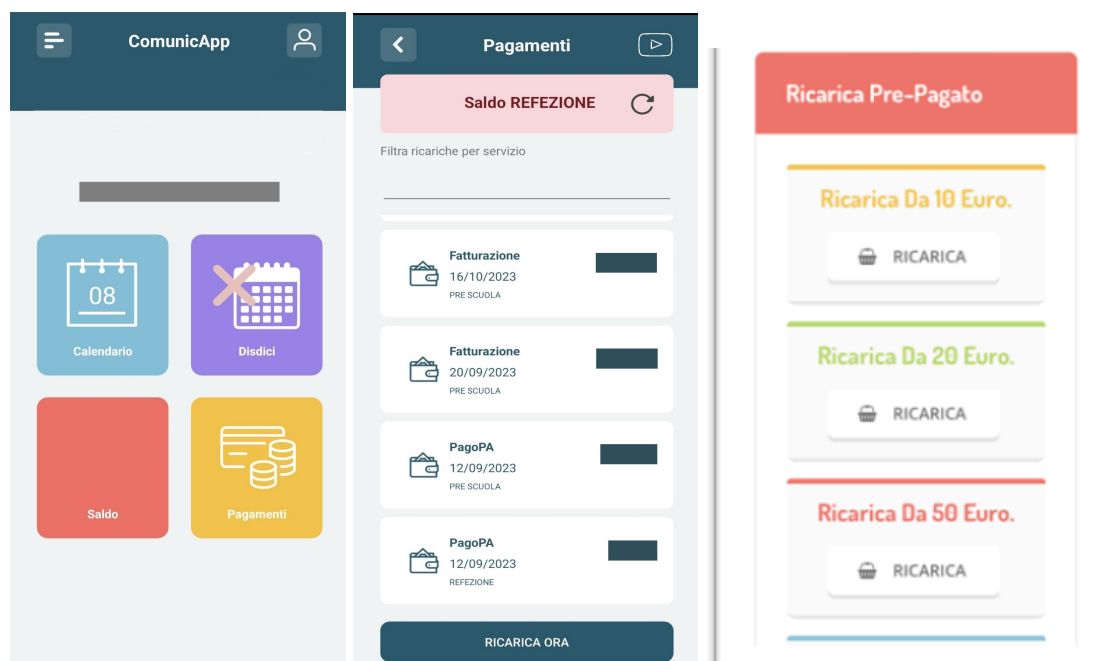 ComunicApp
08
Calendario
Disdici
Saldo
Pagamenti
Pagamenti
Saldo REFEZIONE
Filtra ricariche per servizio
Fatturazione
16/10/2023
PRE SCUOLA
Fatturazione
20/09/2023
PRE SCUOLA
PagoPA
12/09/2023
PRE SCUOLA
PagoPA
12/09/2023
REFEZIONE
RICARICA ORA
Ricarica Pre-Pagato
Ricarica Da 10 Euro.
RICARICA
Ricarica Da 20 Euro.
RICARICA
Ricarica Da 50 Euro.
RICARICA